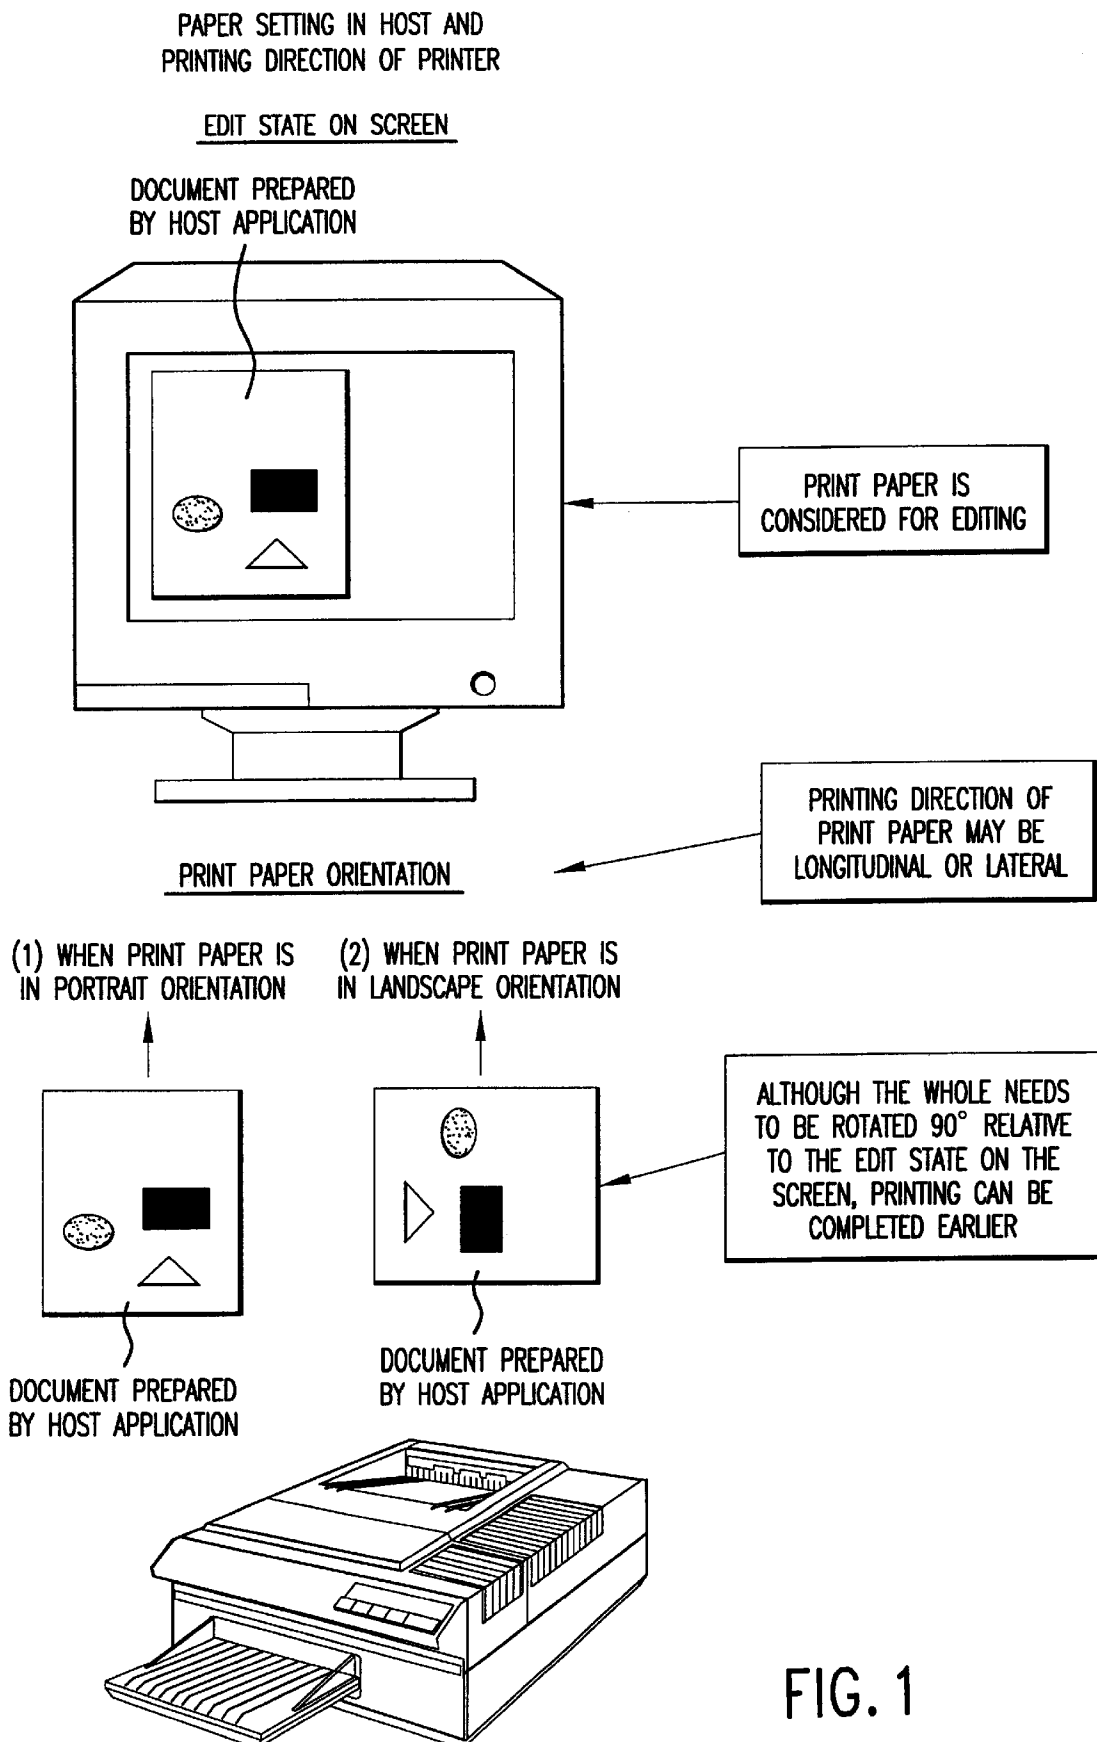 PAPER SETTING IN HOST AND
PRINTING DIRECTION OF PRINTER
EDIT STATE ON SCREEN
DOCUMENT PREPARED
BY HOST APPLICATION
PRINT PAPER IS
CONSIDERED FOR EDITING
PRINTING DIRECTION OF
PRINT PAPER MAY BE
LONGITUDINAL OR LATERAL
PRINT PAPER ORIENTATION
(1) WHEN PRINT PAPER IS
IN PORTRAIT ORIENTATION
(2) WHEN PRINT PAPER IS
IN LANDSCAPE ORIENTATION
ALTHOUGH THE WHOLE NEEDS
TO BE ROTATED 90° RELATIVE
TO THE EDIT STATE ON THE
SCREEN, PRINTING CAN BE
COMPLETED EARLIER
DOCUMENT PREPARED
BY HOST APPLICATION
DOCUMENT PREPARED
BY HOST APPLICATION
FIG. 1